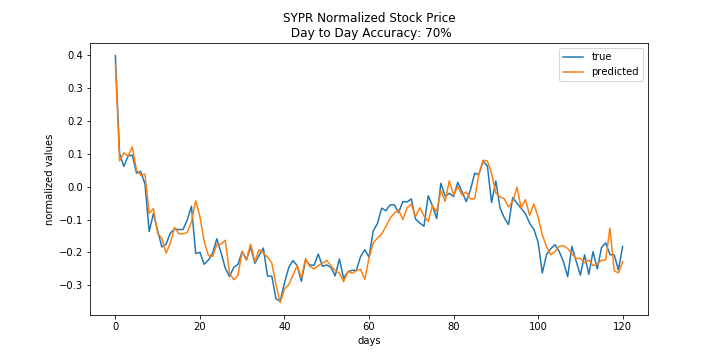 SYPR Normalized Stock Price
Day to Day Accuracy: 70%
true
predicted
normalized values
0.4
0.3
0.2
0.1
0.0
−0.1
−0.2
−0.3
0 20 40 60 80 100 120
days